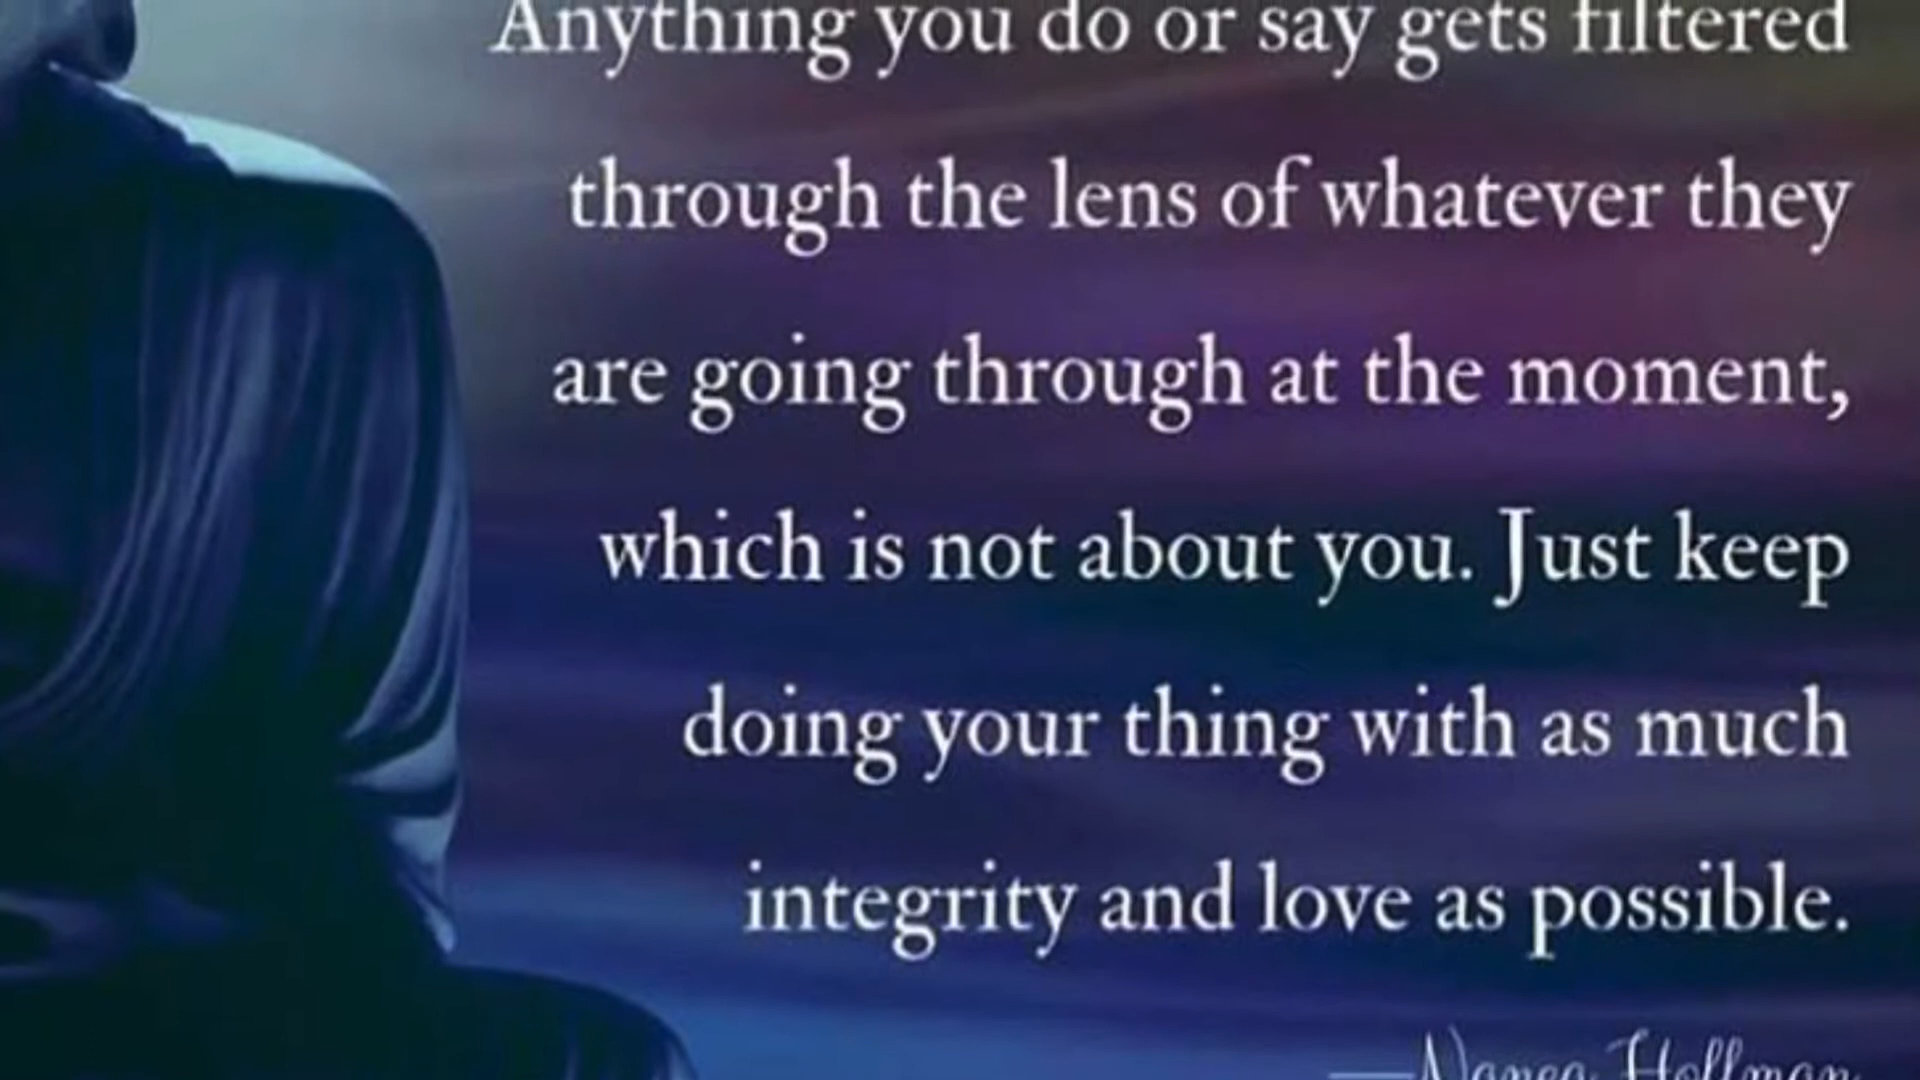 Anything you do or say gets filtered
through the lens of whatever they
are going through at the moment,
which is not about you. Just keep
doing your thing with as much
integrity and love as possible.
—Nanea Hoffman